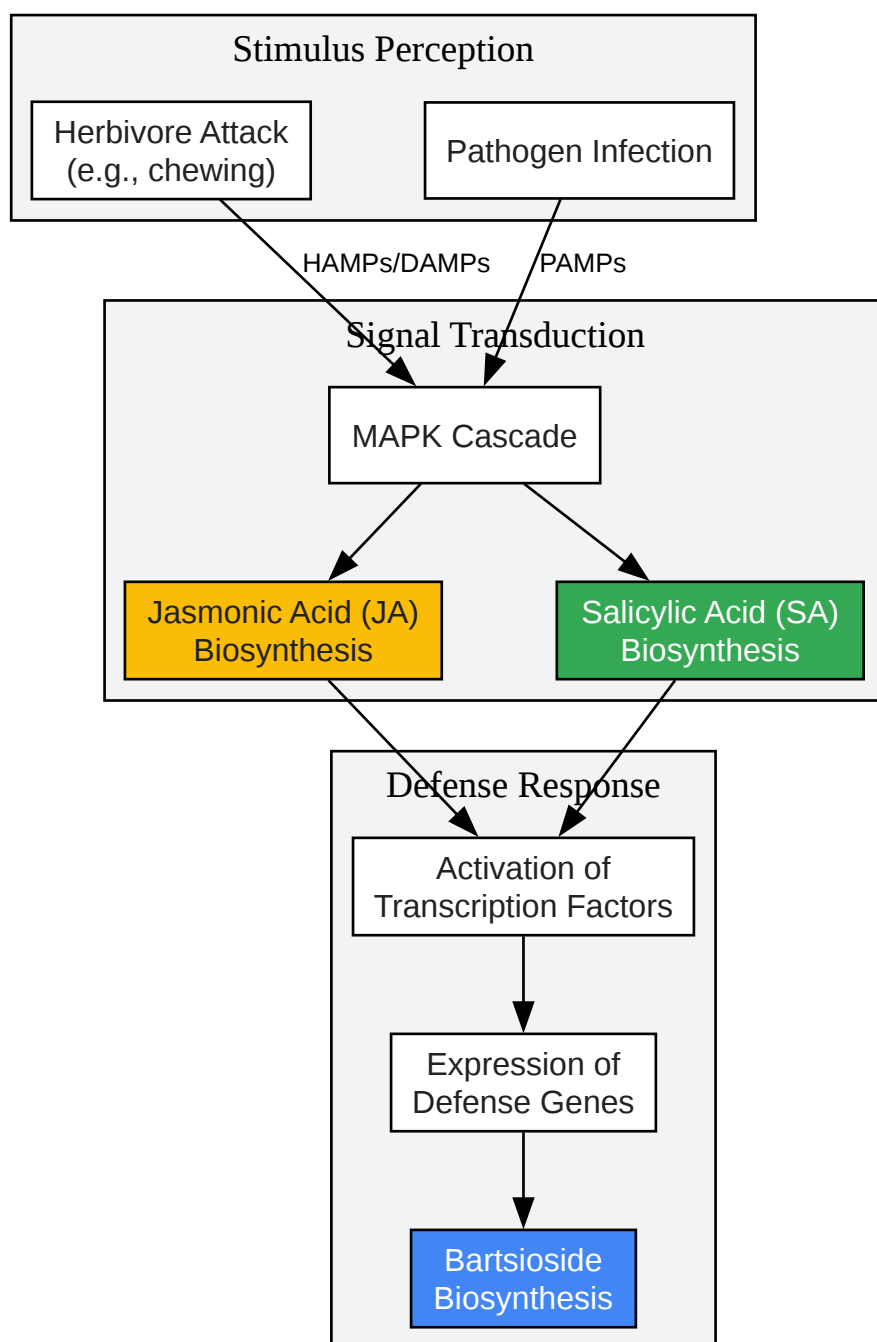 Stimulus Perception
Herbivore Attack
(e.g., chewing)
Pathogen Infection
HAMPs/DAMPs
PAMPs
Signal Transduction
MAPK Cascade
Jasmonic Acid (JA)
Biosynthesis
Salicylic Acid (SA)
Biosynthesis
Defense Response
Activation of
Transcription Factors
Expression of
Defense Genes
Bartsioside
Biosynthesis